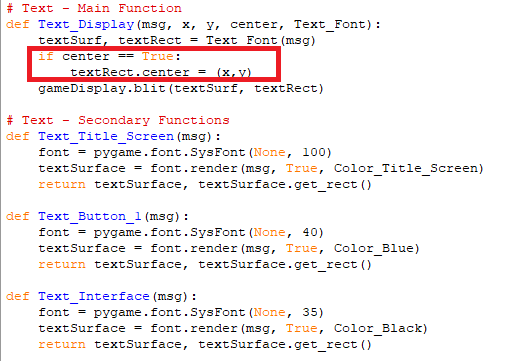 # Text - Main Function
def Text_Display(msg, x, y, center, Text_Font):
    textSurf, textRect = Text_Font(msg)
    if center == True:
        textRect.center = (x,y)
    gameDisplay.blit(textSurf, textRect)

# Text - Secondary Functions
def Text_Title_Screen(msg):
    font = pygame.font.SysFont(None, 100)
    textSurface = font.render(msg, True, Color_Title_Screen)
    return textSurface, textSurface.get_rect()

def Text_Button_1(msg):
    font = pygame.font.SysFont(None, 40)
    textSurface = font.render(msg, True, Color_Blue)
    return textSurface, textSurface.get_rect()

def Text_Interface(msg):
    font = pygame.font.SysFont(None, 35)
    textSurface = font.render(msg, True, Color_Black)
    return textSurface, textSurface.get_rect()